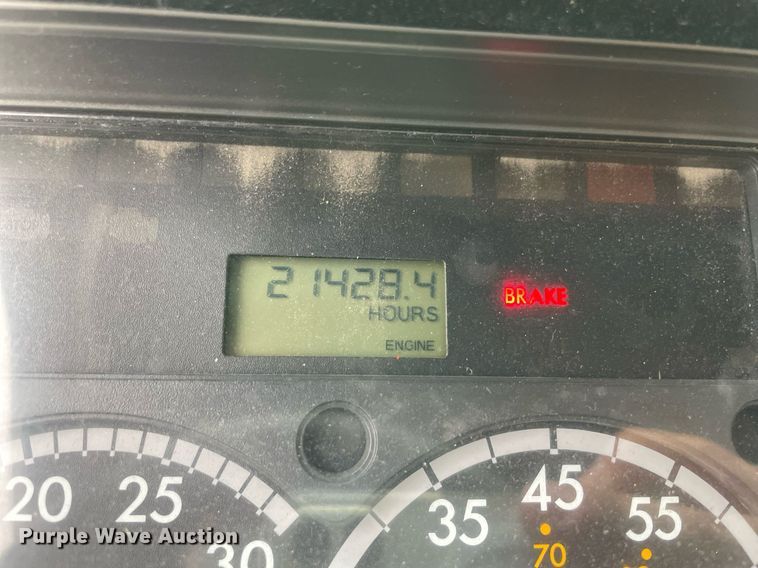 21428.4
HOURS
BRAKE
ENGINE
20 25 30
35 45 55
70
Purple Wave Auction